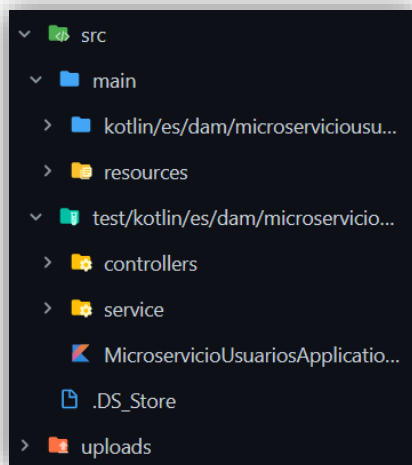 src
main
kotlin/es/dam/microserviciousu...
resources
test/kotlin/es/dam/microservicio...
controllers
service
MicroservicioUsuariosApplicatio...
.DS_Store
uploads